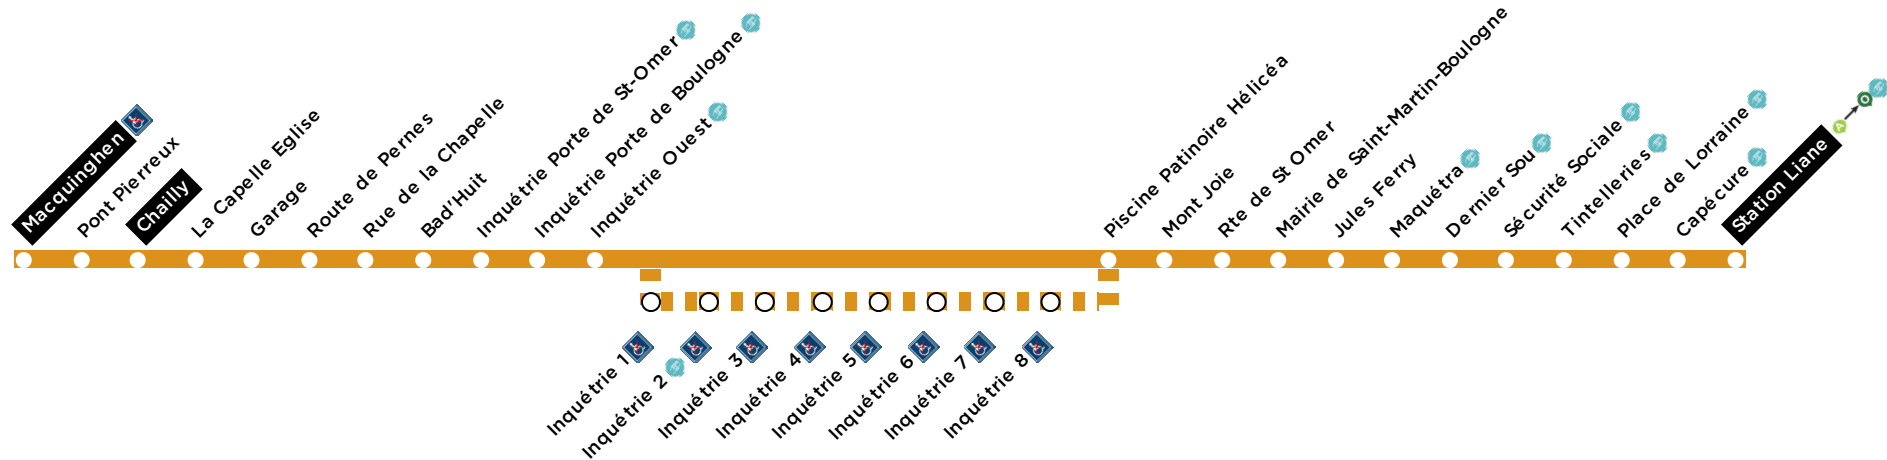 Macquinghen
Pont Pierreux
Chailly
La Capelle Eglise
Garage
Route de Pernes
Rue de la Chapelle
Bad'Huit
Inquétrie Porte de St-Omer
Inquétrie Porte de Boulogne
Inquétrie Ouest
Piscine Patinoire Hélicéa
Mont Joie
Rte de St Omer
Mairie de Saint-Martin-Boulogne
Jules Ferry
Maquétra
Dernier Sou
Sécurité Sociale
Tintelleries
Place de Lorraine
Capécure
Station Liane
A
Inquétrie 1
Inquétrie 2
Inquétrie 3
Inquétrie 4
Inquétrie 5
Inquétrie 6
Inquétrie 7
Inquétrie 8